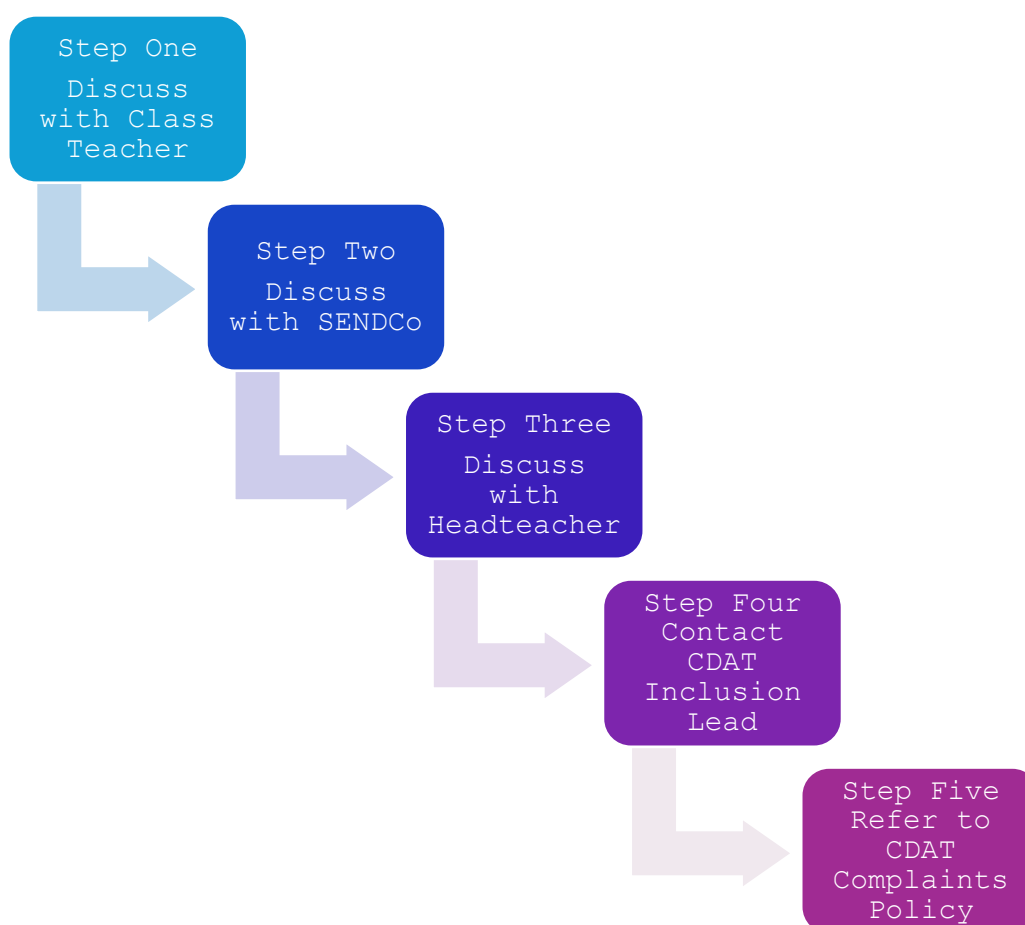 Step One
Discuss
with Class
Teacher
Step Two
Discuss
with SENDCo
Step Three
Discuss
with
Headteacher
Step Four
Contact
CDAT
Inclusion
Lead
Step Five
Refer to
CDAT
Complaints
Policy